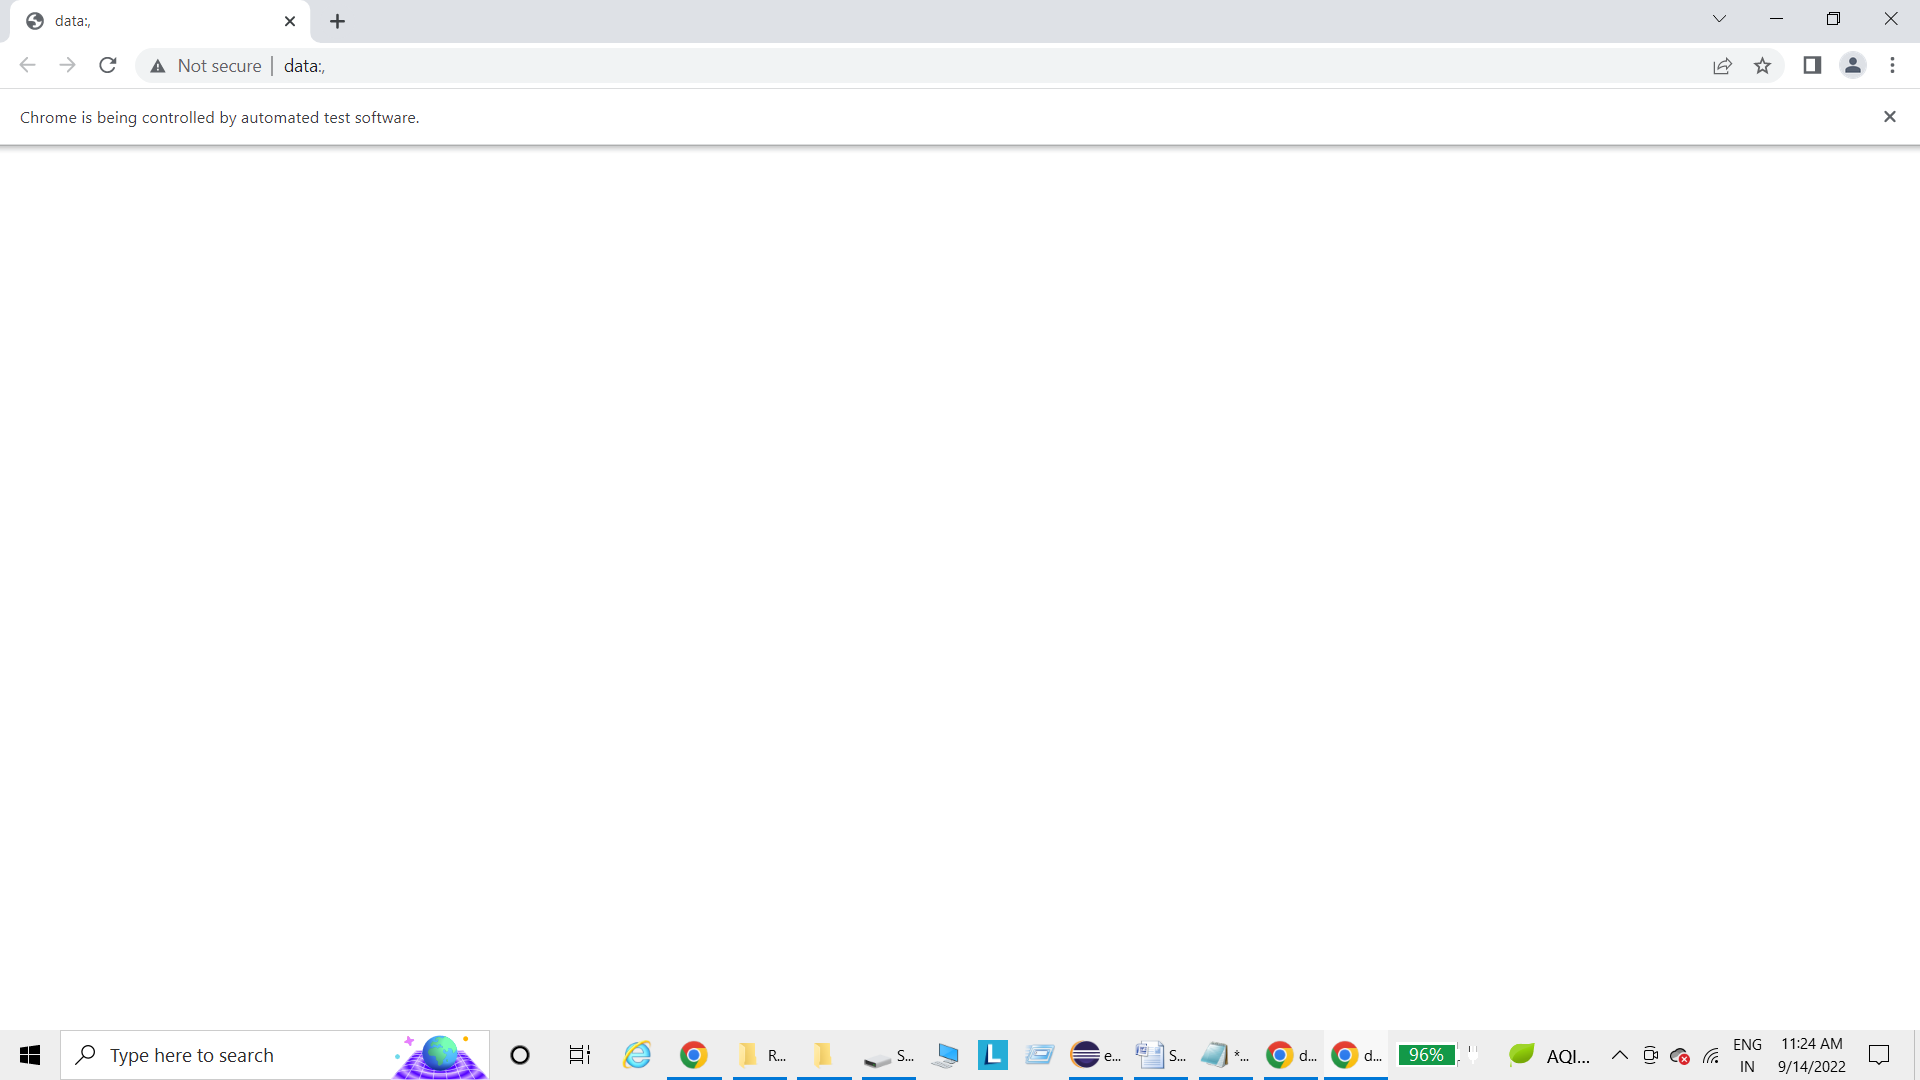 data:,
Not secure | data:,
Chrome is being controlled by automated test software.
Type here to search
R...
S...
L
e...
S...
*...
d...
d...
96%
AQI...
ENG
IN
11:24 AM
9/14/2022